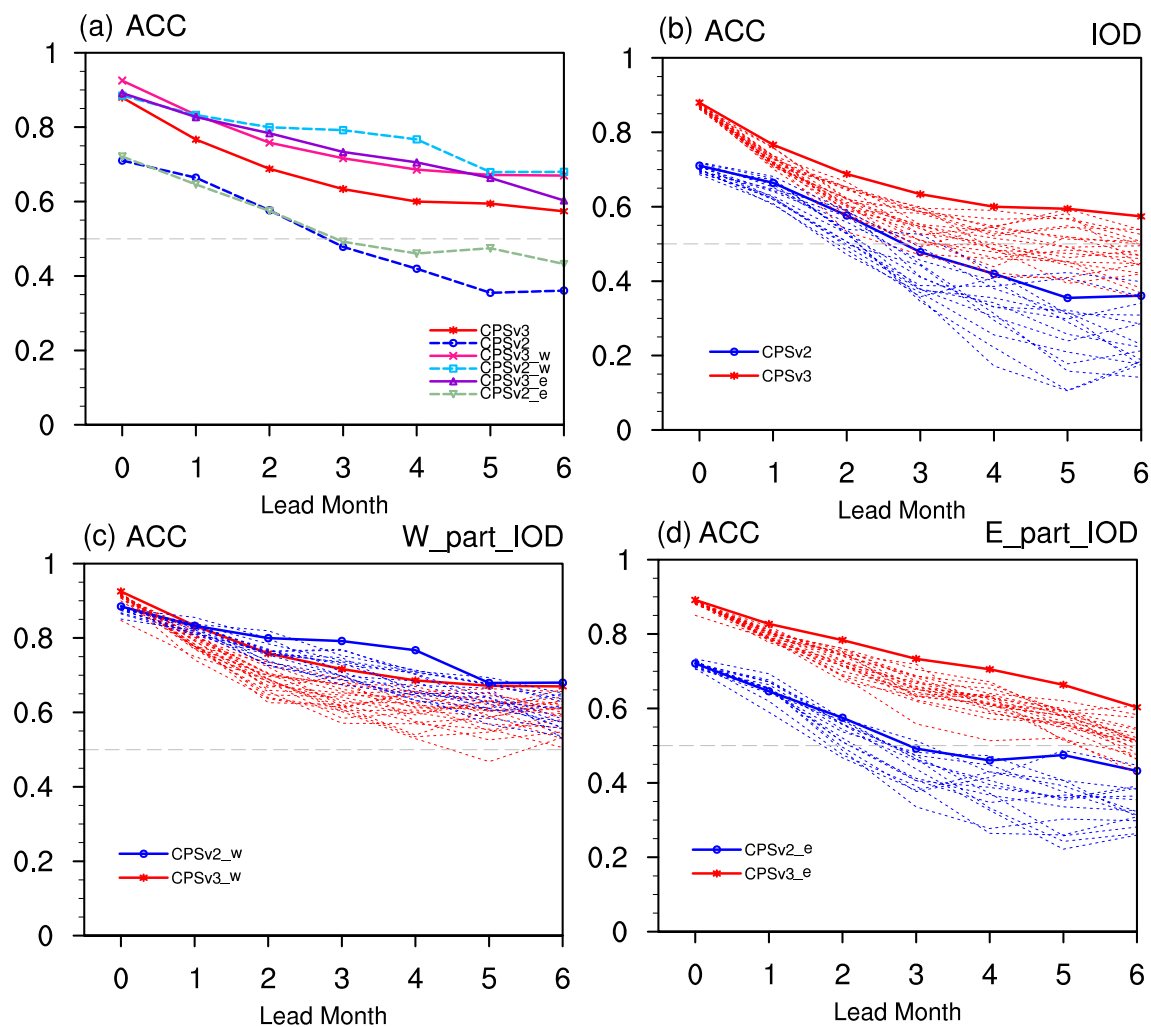 (a) ACC
1
0.8
0.6
0.4
0.2
0
CPSv3
CPSv2
CPSv3_w
CPSv2_w
CPSv3_e
CPSv2_e
0 1 2 3 4 5 6
Lead Month
(b) ACC IOD
1
0.8
0.6
0.4
0.2
0
CPSv2
CPSv3
0 1 2 3 4 5 6
Lead Month
(c) ACC W_part_IOD
1
0.8
0.6
0.4
0.2
0
CPSv2_w
CPSv3_w
0 1 2 3 4 5 6
Lead Month
(d) ACC E_part_IOD
1
0.8
0.6
0.4
0.2
0
CPSv2_e
CPSv3_e
0 1 2 3 4 5 6
Lead Month